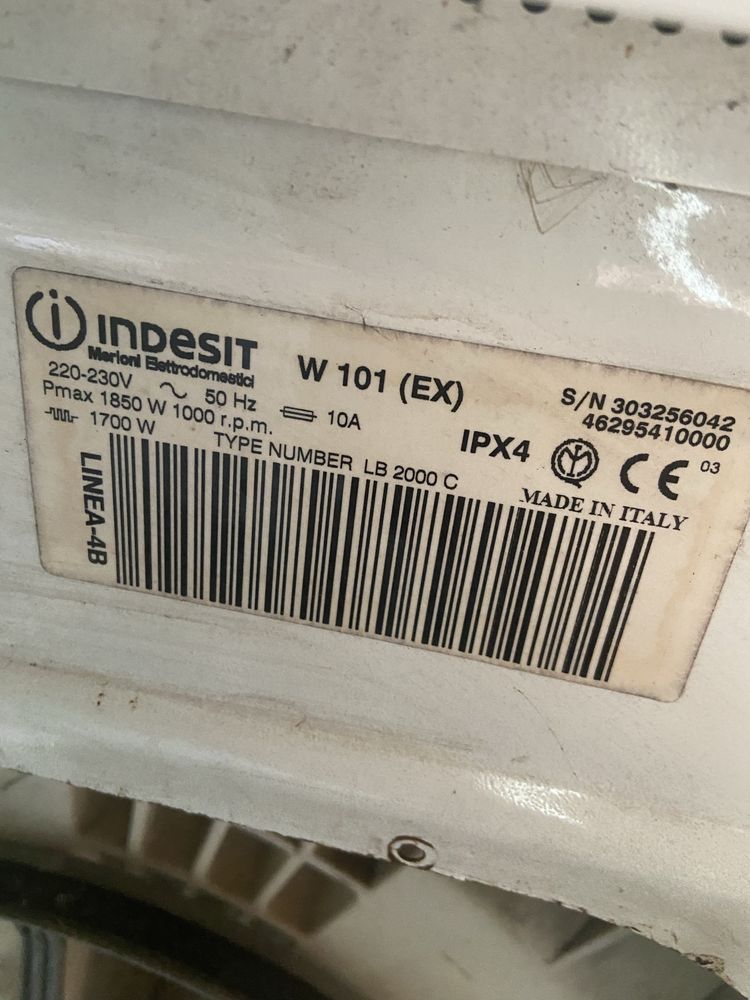 INDESIT
Merloni Elettrodomestici
W 101 (EX)
S/N 303256042
46295410000
220-230V ~ 50 Hz
Pmax 1850 W 1000 r.p.m.
10A
1700 W
IPX4
CE 03
TYPE NUMBER LB 2000 C
MADE IN ITALY
LINEA-4B